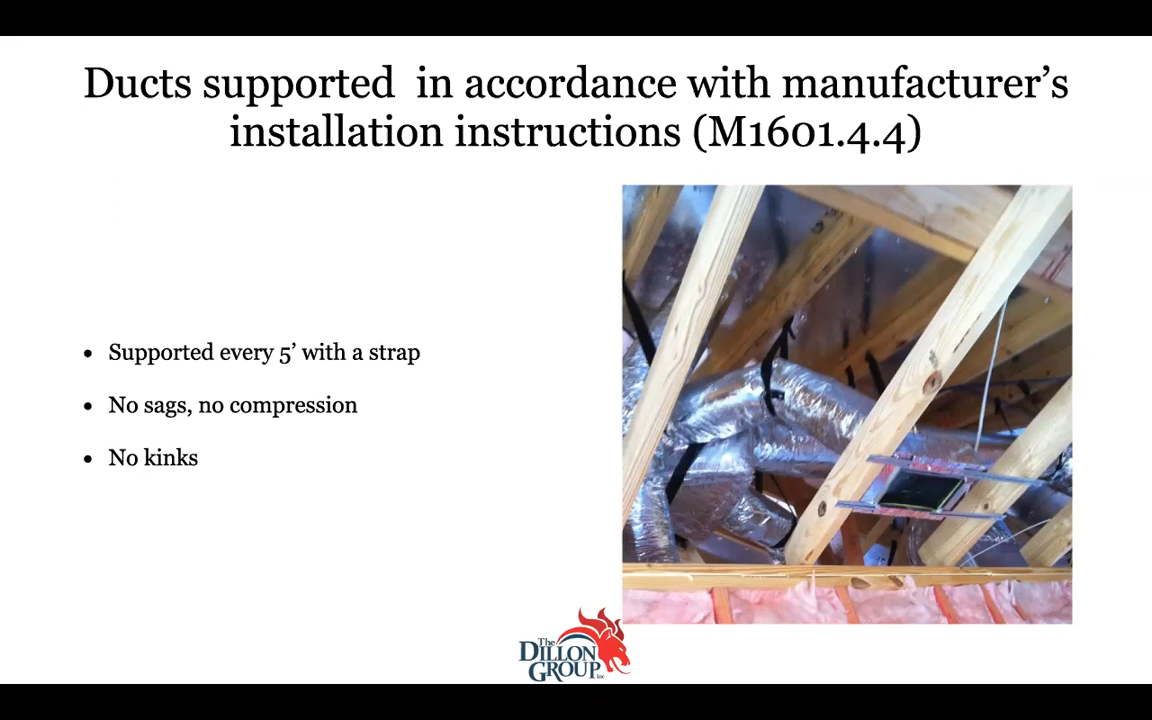 Ducts supported  in accordance with manufacturer’s
installation instructions (M1601.4.4)
• Supported every 5’ with a strap
• No sags, no compression
• No kinks
The
DILLON
GROUP Inc